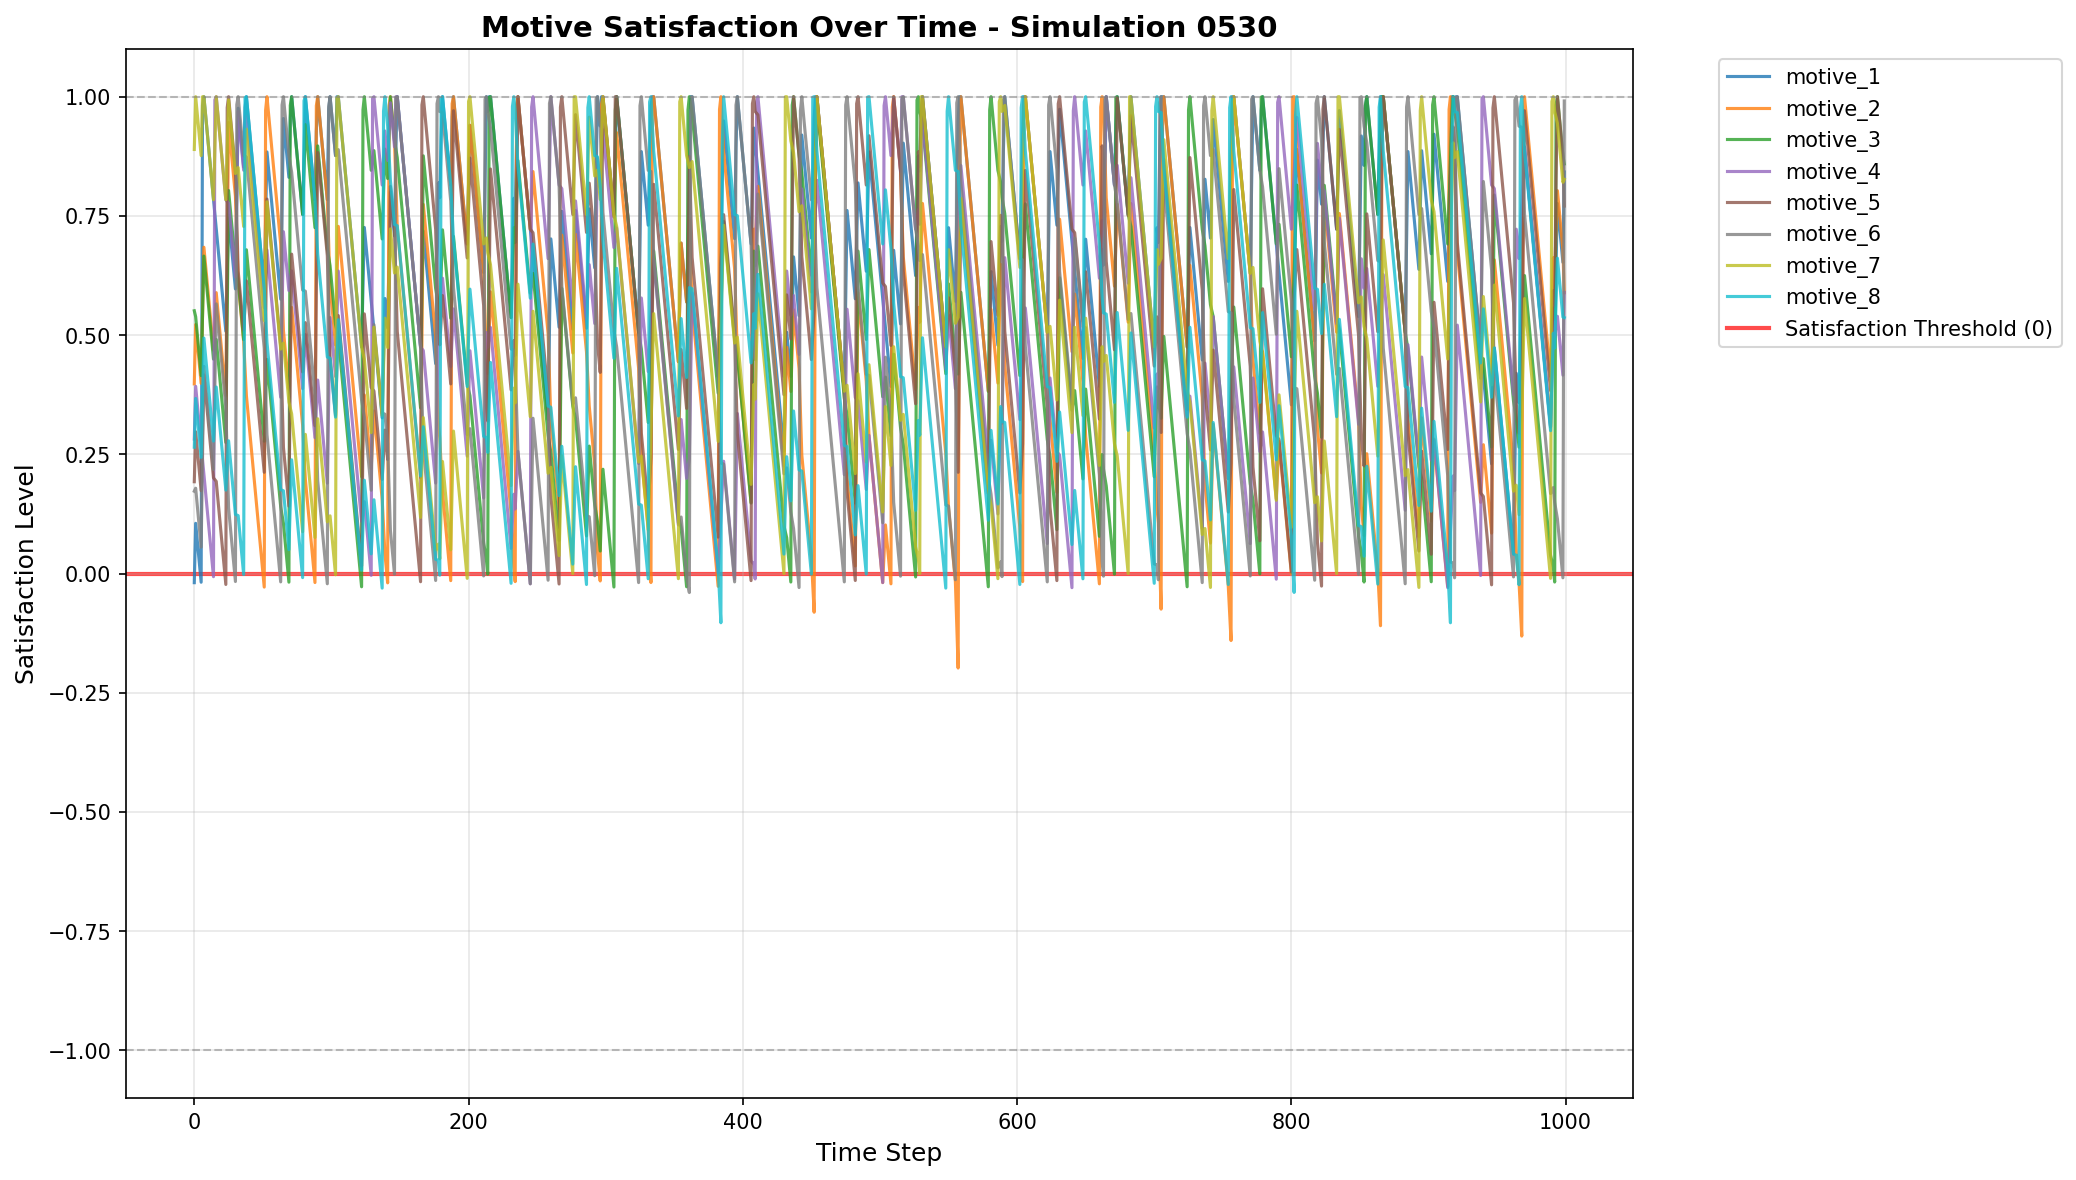 Motive Satisfaction Over Time - Simulation 0530
1.00
0.75
0.50
0.25
0.00
−0.25
−0.50
−0.75
−1.00
Satisfaction Level
0
200
400
600
800
1000
Time Step
motive_1
motive_2
motive_3
motive_4
motive_5
motive_6
motive_7
motive_8
Satisfaction Threshold (0)